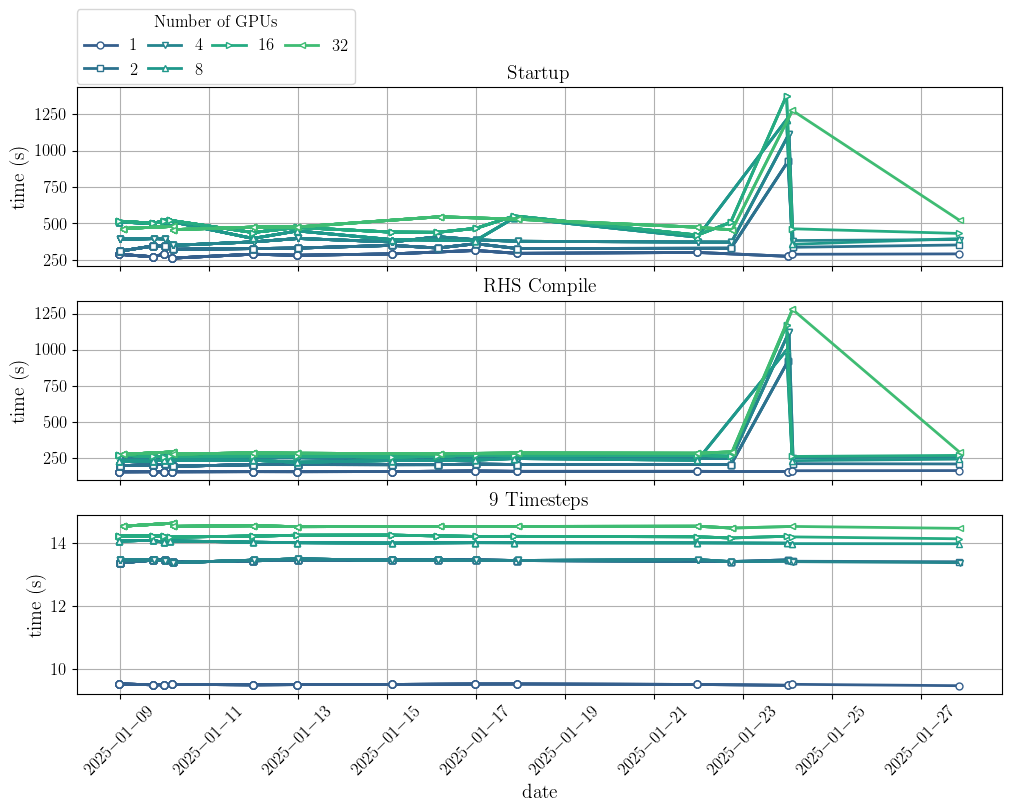 Number of GPUs
1 4 16 32
2 8
Startup
1250
1000
750
500
250
time (s)
RHS Compile
1250
1000
750
500
250
time (s)
9 Timesteps
14
12
10
time (s)
2025−01−09 2025−01−11 2025−01−13 2025−01−15 2025−01−17 2025−01−19 2025−01−21 2025−01−23 2025−01−25 2025−01−27
date